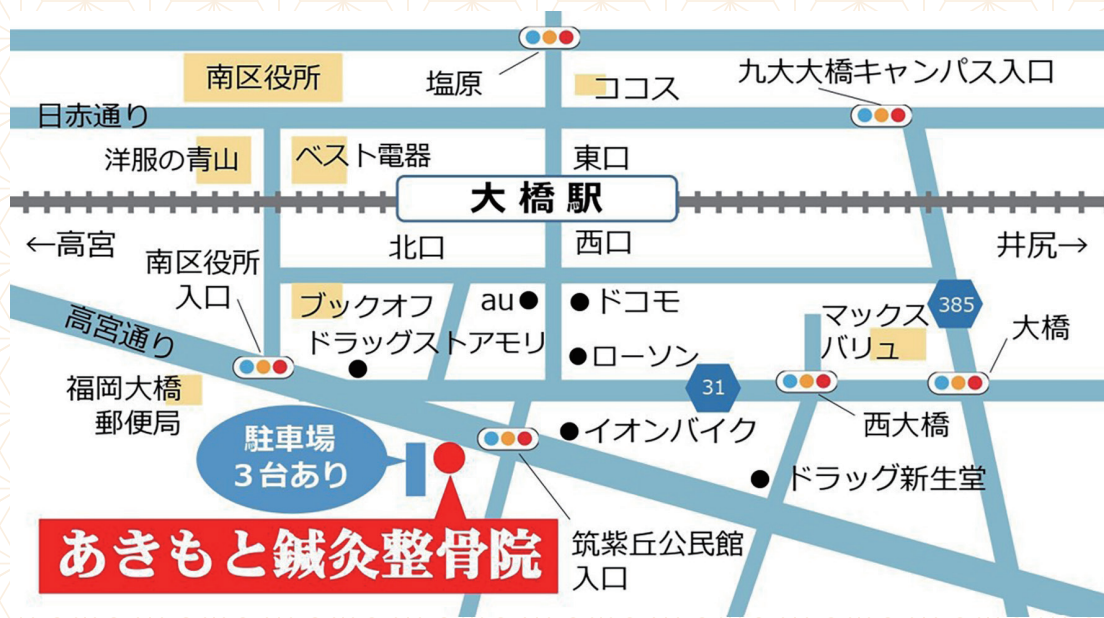 南区役所
塩原
ココス
九大大橋キャンパス入口
日赤通り
洋服の青山
ベスト電器
東口
大橋駅
←高宮
北口
西口
井尻→
南区役所
入口
ブックオフ
au
ドコモ
マックス
バリュ
385
大橋
高宮通り
ドラッグストアモリ
ローソン
31
福岡大橋
郵便局
駐車場
3台あり
イオンバイク
西大橋
ドラッグ新生堂
あきもと鍼灸整骨院
筑紫丘公民館
入口